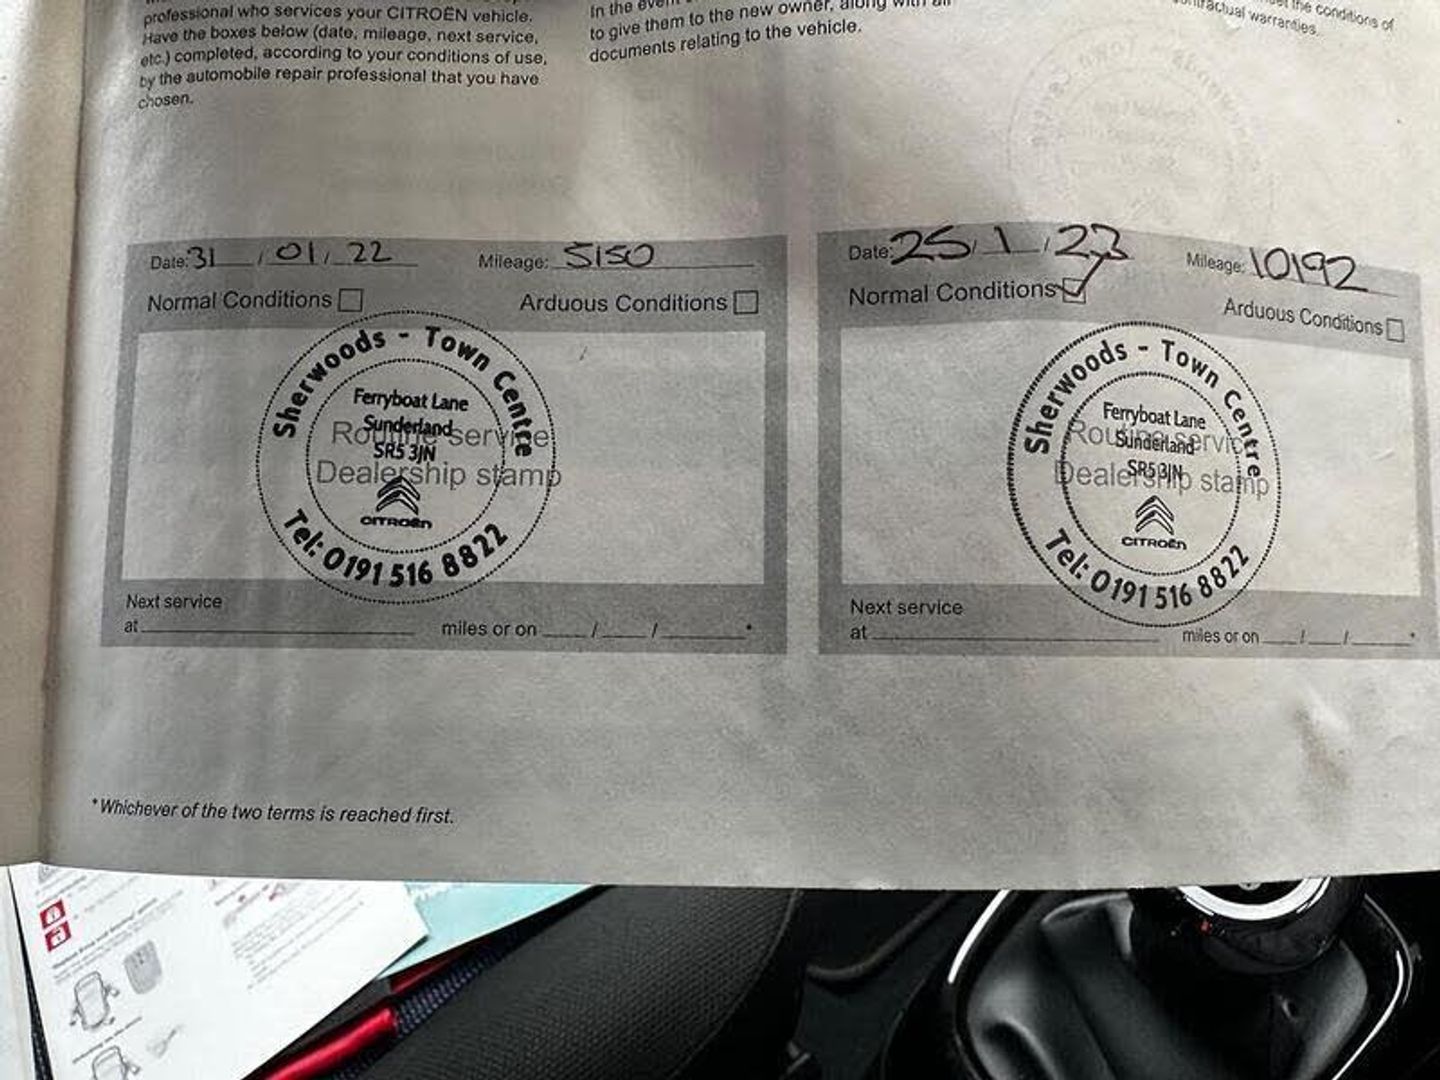 professional who services your CITROËN vehicle.
Have the boxes below (date, mileage, next service,
etc.) completed, according to your conditions of use,
by the automobile repair professional that you have
chosen.
In the event
to give them to the new owner, along with all
documents relating to the vehicle.
the conditions of
contractual warranties.
Date: 31 / 01 / 22 Mileage: 5150
Normal Conditions Arduous Conditions
Sherwoods - Town Centre
Ferryboat Lane
Sunderland
SR5 3JN
Routine service
Dealership stamp
CITROËN
Tel: 0191 516 8822
Next service
at miles or on / / *
Date: 25 / 1 / 23 Mileage: 10192
Normal Conditions Arduous Conditions
Sherwoods - Town Centre
Ferryboat Lane
Sunderland
SR5 3JN
Routine service
Dealership stamp
CITROËN
Tel: 0191 516 8822
Next service
at miles or on / / *
*Whichever of the two terms is reached first.